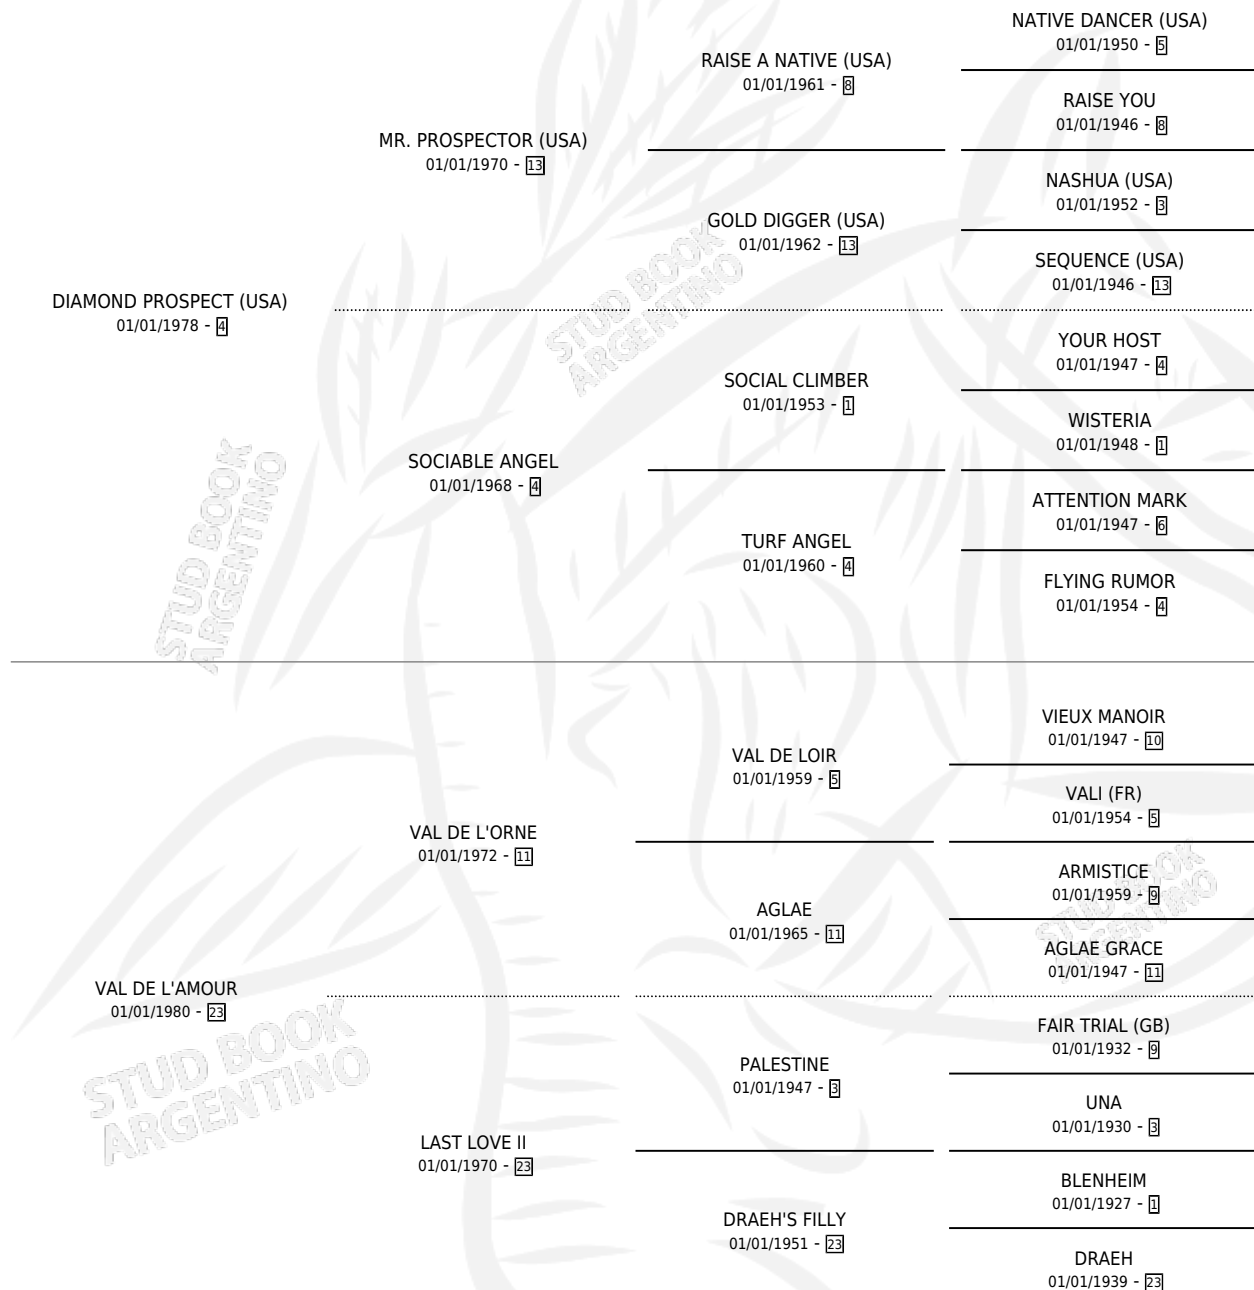 NATIVE DANCER (USA)
01/01/1950 - 5
RAISE A NATIVE (USA)
01/01/1961 - 8
RAISE YOU
01/01/1946 - 8
MR. PROSPECTOR (USA)
01/01/1970 - 13
NASHUA (USA)
01/01/1952 - 3
GOLD DIGGER (USA)
01/01/1962 - 13
SEQUENCE (USA)
01/01/1946 - 13
DIAMOND PROSPECT (USA)
01/01/1978 - 4
STUD BOOK
ARGENTINO
YOUR HOST
01/01/1947 - 4
SOCIAL CLIMBER
01/01/1953 - 1
WISTERIA
01/01/1948 - 1
SOCIABLE ANGEL
01/01/1968 - 4
ATTENTION MARK
01/01/1947 - 6
TURF ANGEL
01/01/1960 - 4
FLYING RUMOR
01/01/1954 - 4
STUD BOOK
ARGENTINO
VIEUX MANOIR
01/01/1947 - 10
VAL DE LOIR
01/01/1959 - 5
VALI (FR)
01/01/1954 - 5
VAL DE L'ORNE
01/01/1972 - 11
ARMISTICE
01/01/1959 - 9
AGLAE
01/01/1965 - 11
AGLAE GRACE
01/01/1947 - 11
STUD BOOK
ARGENTINO
VAL DE L'AMOUR
01/01/1980 - 23
FAIR TRIAL (GB)
01/01/1932 - 9
PALESTINE
01/01/1947 - 3
UNA
01/01/1930 - 3
STUD BOOK
ARGENTINO
LAST LOVE II
01/01/1970 - 23
BLENHEIM
01/01/1927 - 1
DRAEH'S FILLY
01/01/1951 - 23
DRAEH
01/01/1939 - 23